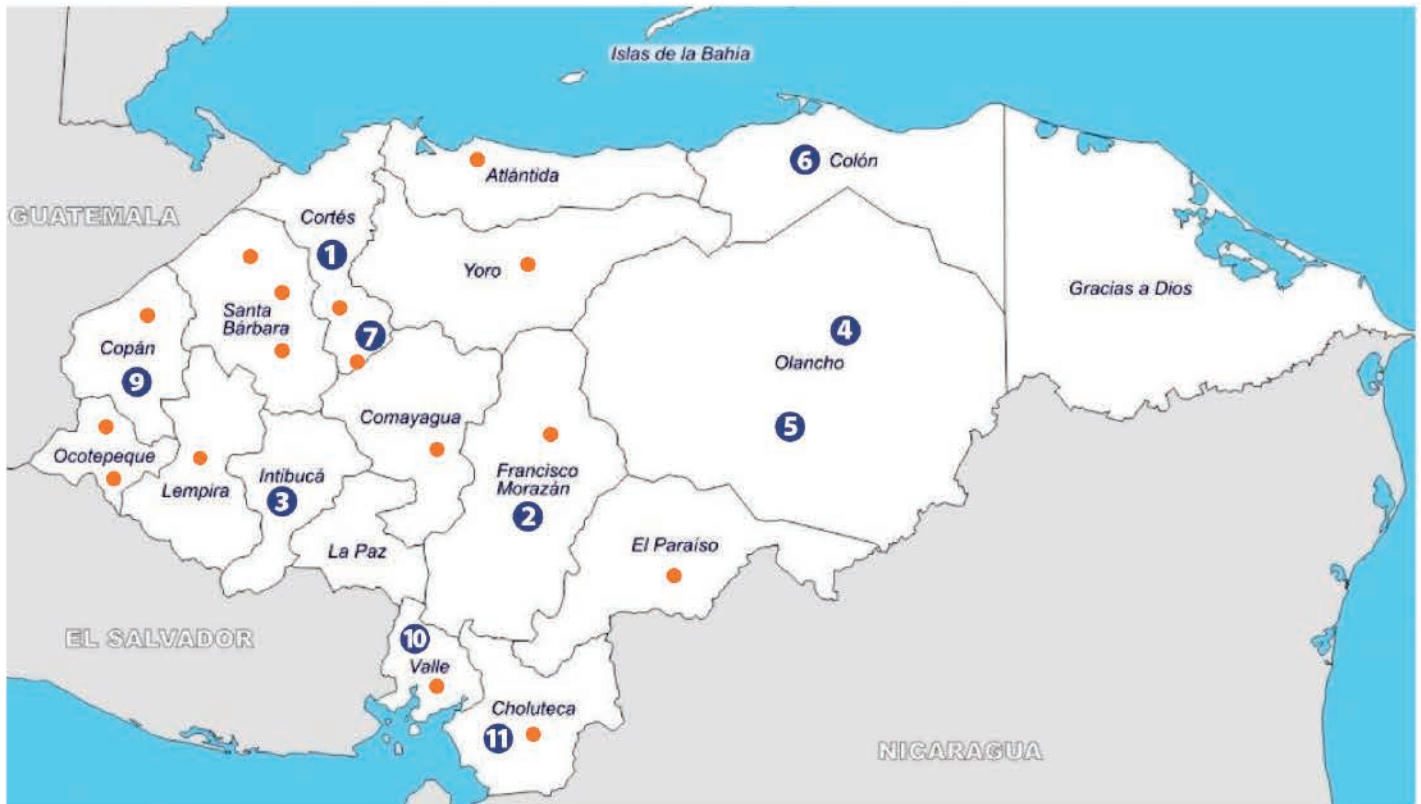 Islas de la Bahía
6 Colón
Atlántida
GUATEMALA
Cortés
1
Yoro
Gracias a Dios
Santa
Bárbara
7
4
Copán
Olancho
9
Comayagua
5
Ocotepeque
Lempira
Intibucá
3
Francisco
Morazán
2
La Paz
El Paraíso
EL SALVADOR
10
Valle
Choluteca
11
NICARAGUA